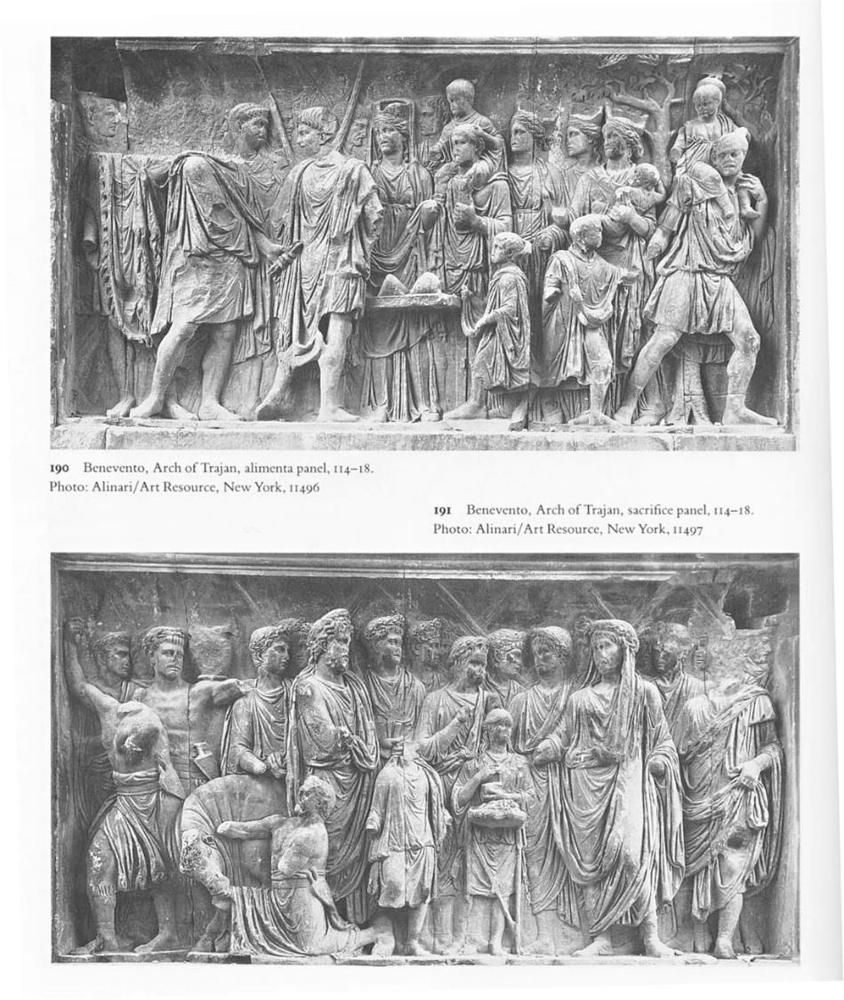 190 Benevento, Arch of Trajan, alimenta panel, 114–18.
Photo: Alinari/Art Resource, New York, 11496
191 Benevento, Arch of Trajan, sacrifice panel, 114–18.
Photo: Alinari/Art Resource, New York, 11497